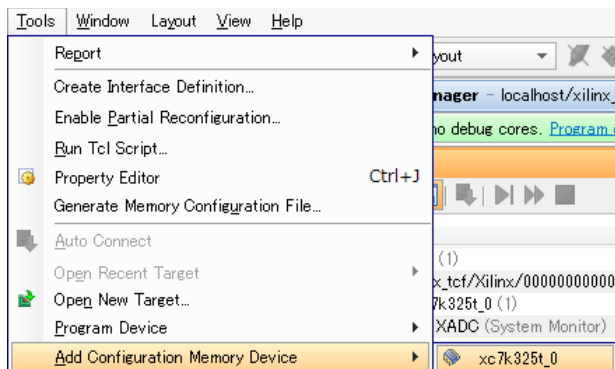 Tools Window Layout View Help
Report
yout
Create Interface Definition...
nager - localhost/xilinx_
Enable Partial Reconfiguration...
no debug cores. Program
Run Tcl Script...
Property Editor Ctrl+J
Generate Memory Configuration File...
Auto Connect
(1)
Open Recent Target
x_tcf/Xilinx/00000000000
Open New Target...
7k325t_0 (1)
Program Device
XADC (System Monitor)
Add Configuration Memory Device
xc7k325t_0